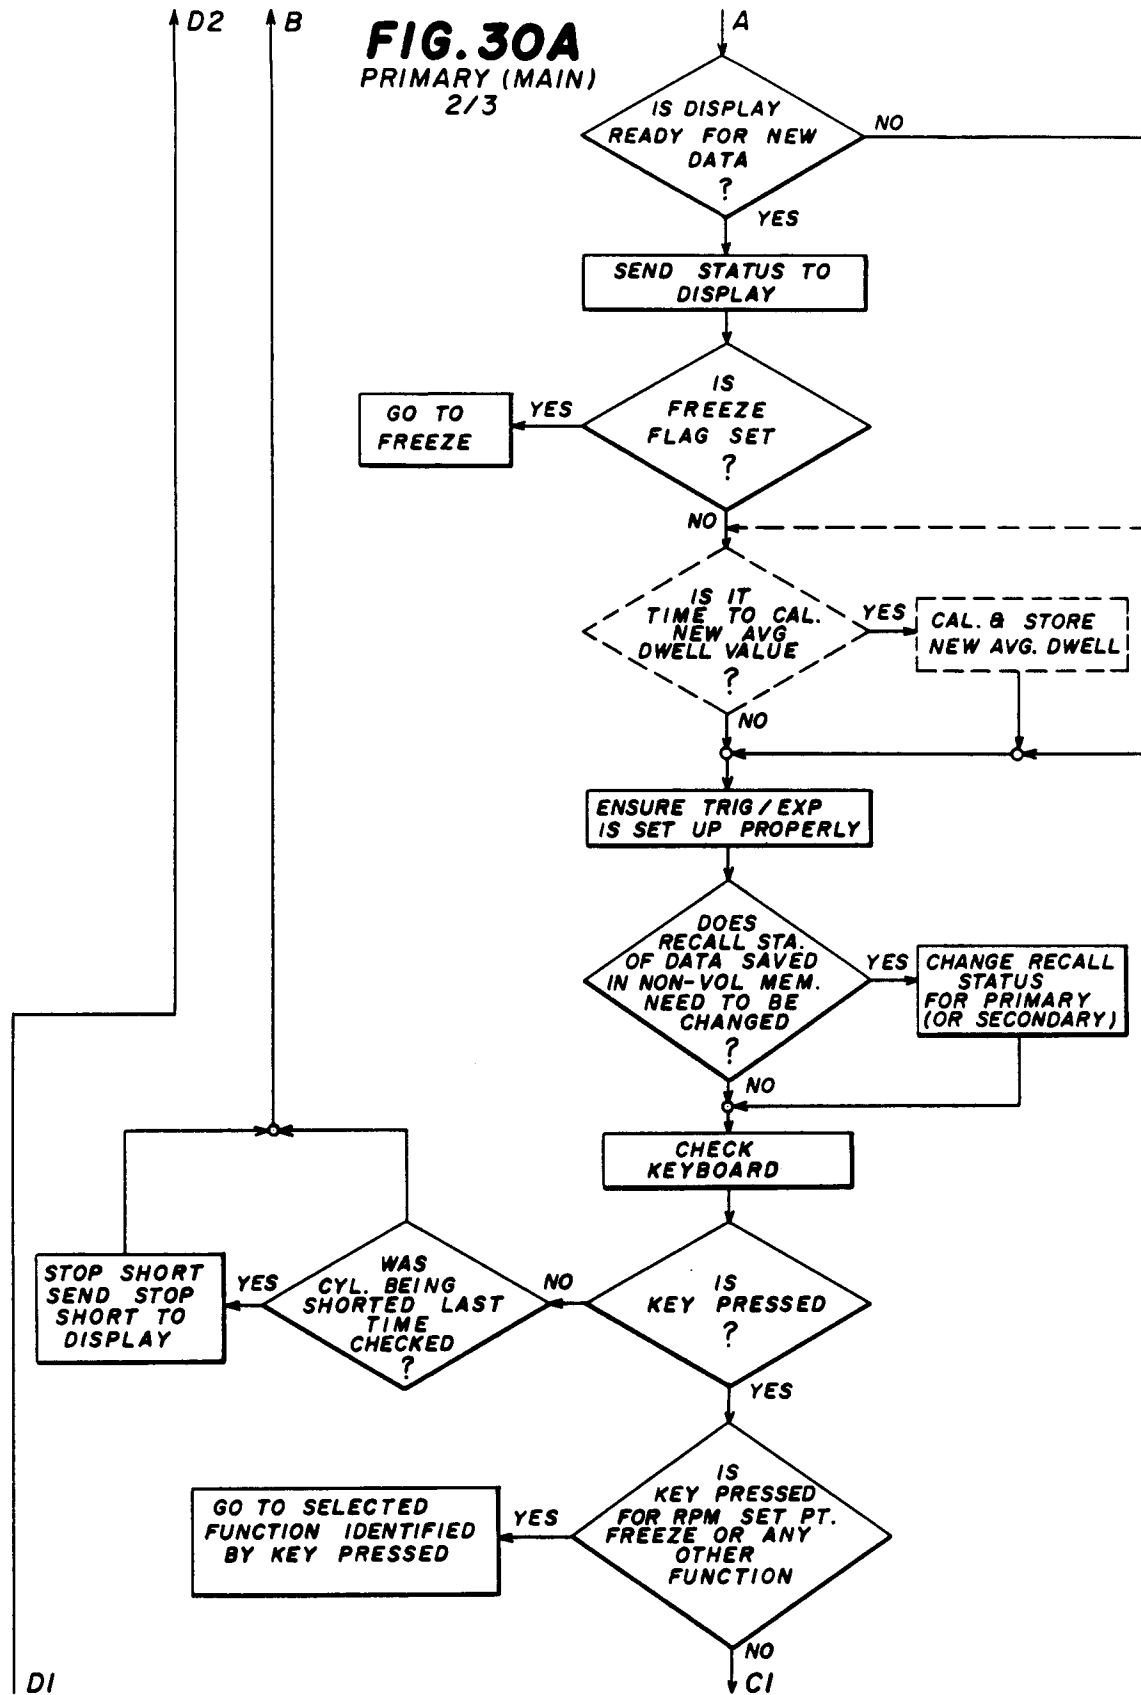 D2
B
FIG. 30A
PRIMARY (MAIN)
2/3
A
IS DISPLAY
READY FOR NEW
DATA
?
NO
YES
SEND STATUS TO
DISPLAY
IS
FREEZE
FLAG SET
?
YES
GO TO
FREEZE
NO
IS IT
TIME TO CAL.
NEW AVG
DWELL VALUE
?
YES
CAL. & STORE
NEW AVG. DWELL
NO
ENSURE TRIG/EXP
IS SET UP PROPERLY
DOES
RECALL STA.
OF DATA SAVED
IN NON-VOL MEM.
NEED TO BE
CHANGED
?
YES
CHANGE RECALL
STATUS
FOR PRIMARY
(OR SECONDARY)
NO
CHECK
KEYBOARD
IS
KEY PRESSED
?
NO
WAS
CYL. BEING
SHORTED LAST
TIME
CHECKED
?
YES
STOP SHORT
SEND STOP
SHORT TO
DISPLAY
YES
IS
KEY PRESSED
FOR RPM SET PT.
FREEZE OR ANY
OTHER
FUNCTION
YES
GO TO SELECTED
FUNCTION IDENTIFIED
BY KEY PRESSED
NO
D1
C1